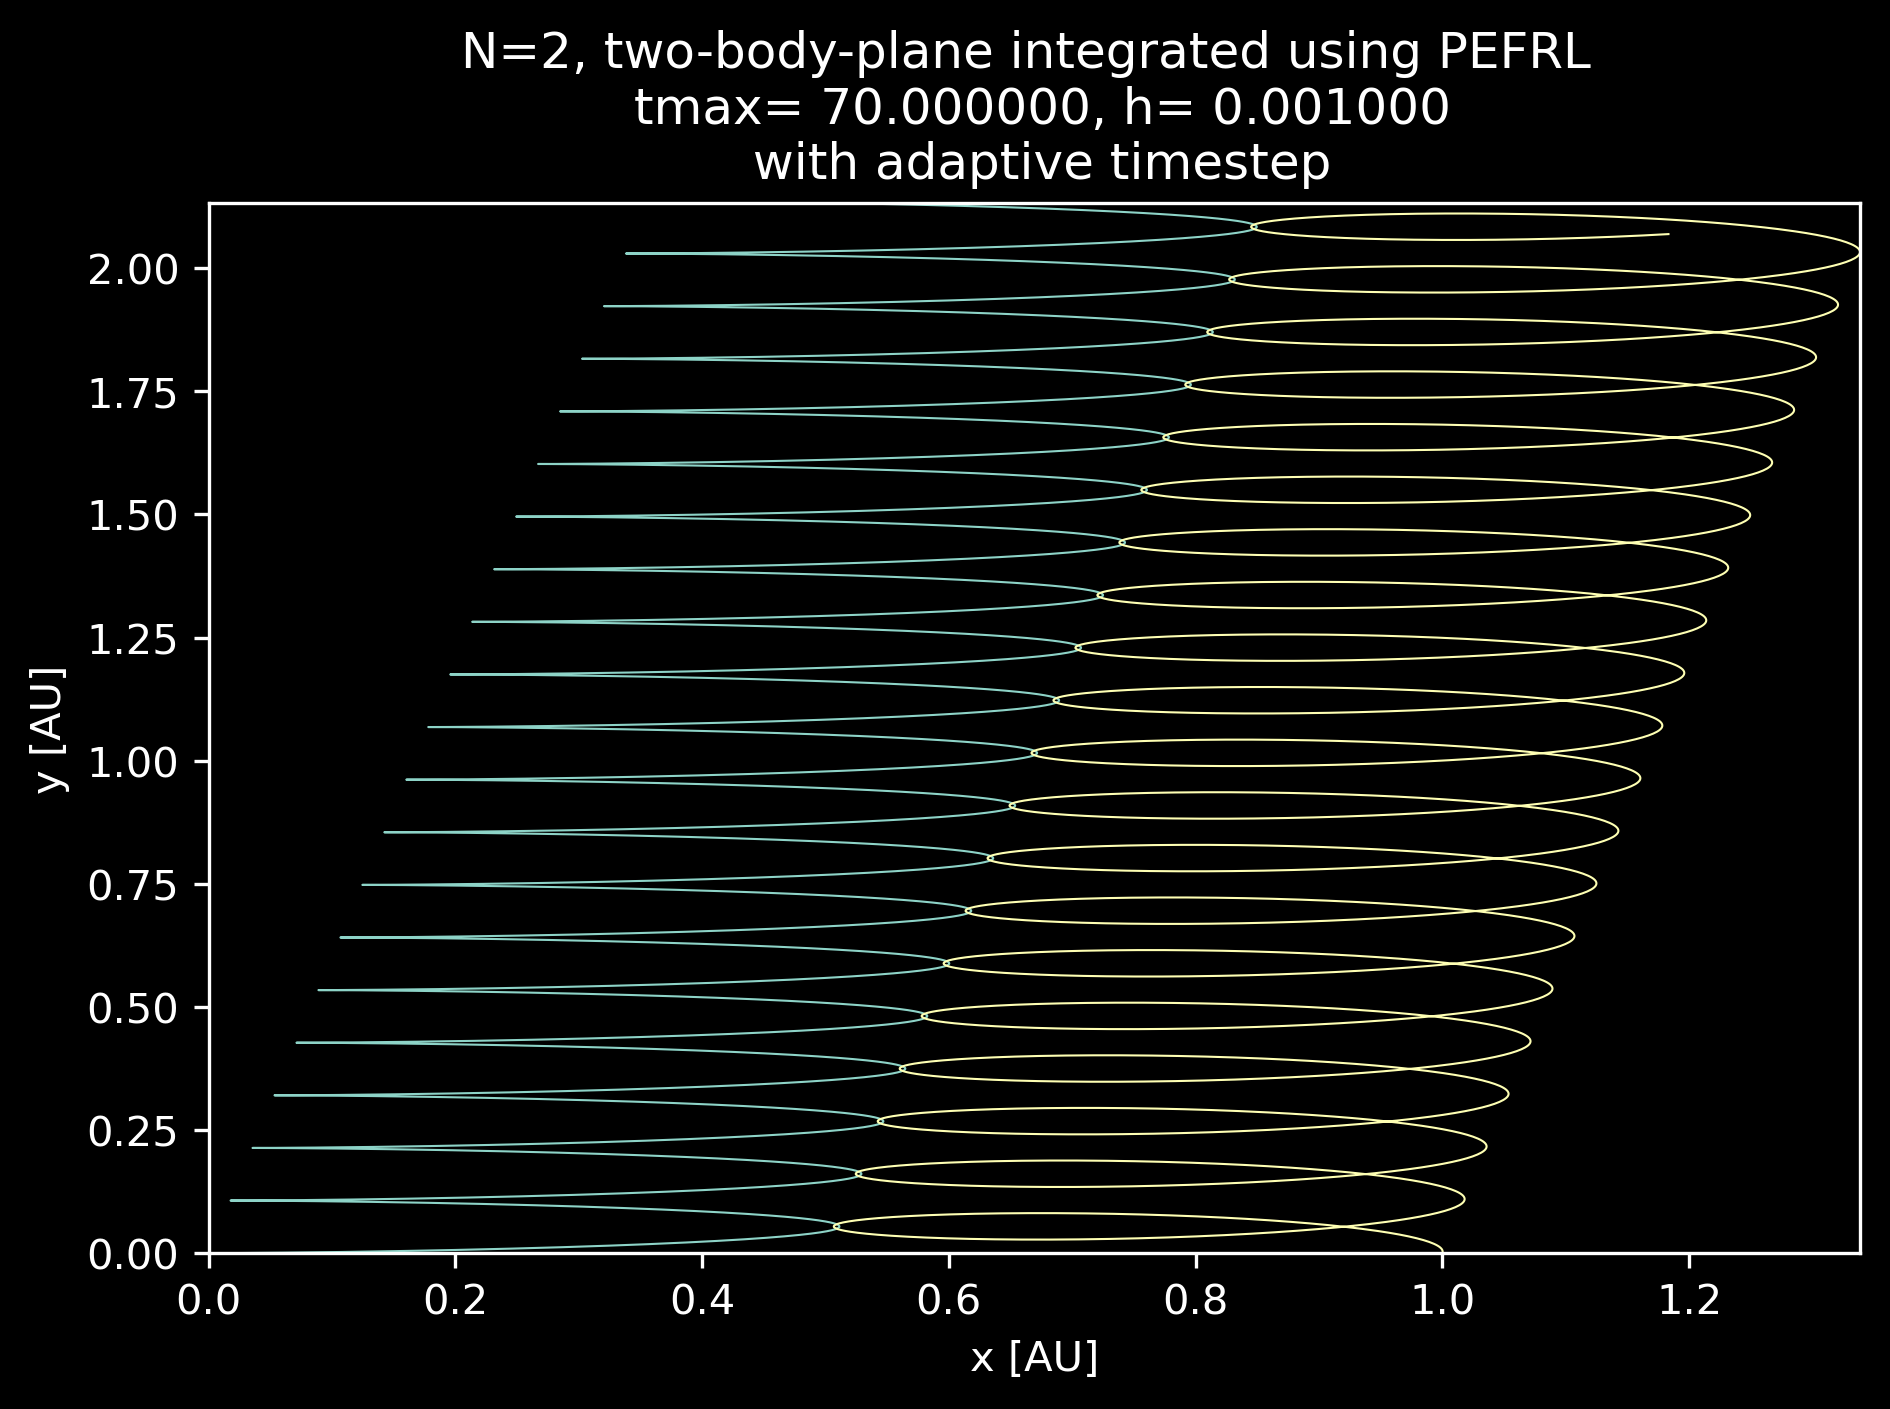 N=2, two-body-plane integrated using PEFRL
tmax= 70.000000, h= 0.001000
with adaptive timestep
y [AU]
2.00
1.75
1.50
1.25
1.00
0.75
0.50
0.25
0.00
0.0 0.2 0.4 0.6 0.8 1.0 1.2
x [AU]